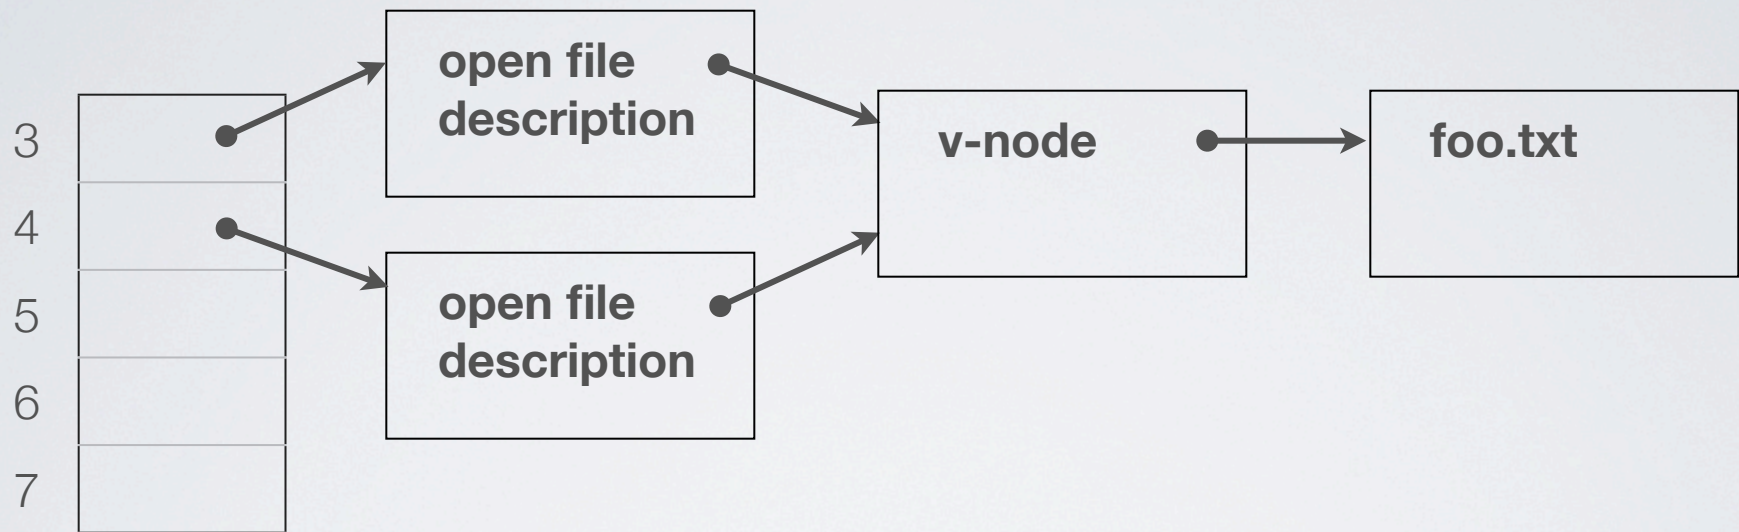 3
4
5
6
7
open file
description
open file
description
v-node
foo.txt